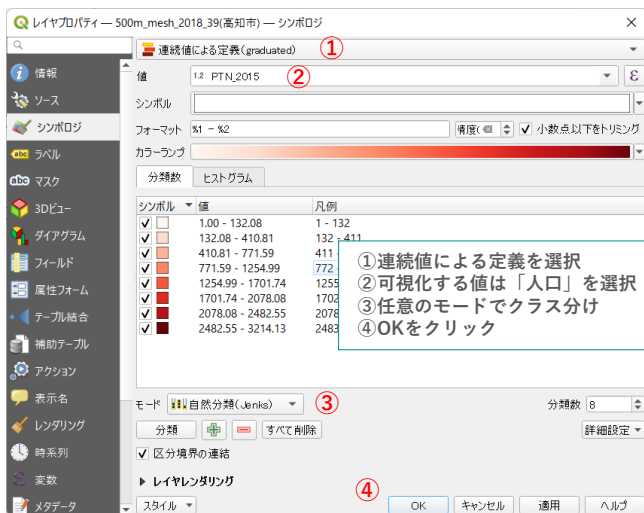 レイヤプロパティ — 500m_mesh_2018_39(高知市) — シンボロジ
連続値による定義(graduated) ①
情報
値 1.2 PTN_2015 ② ε
ソース
シンボル
シンボロジ
フォーマット %1 - %2 精度( 小数点以下をトリミング
カラーランプ
abc ラベル
abc マスク
分類数 ヒストグラム
3Dビュー
シンボル 値 凡例
ダイアグラム
1.00 - 132.08 1 - 132
132.08 - 410.81 132 - 411
フィールド
410.81 - 771.59 411
771.59 - 1254.99 772
属性フォーム
1254.99 - 1701.74 1255
1701.74 - 2078.08 1702
テーブル結合
2078.08 - 2482.55 2078
2482.55 - 3214.13 2483
①連続値による定義を選択
②可視化する値は「人口」を選択
③任意のモードでクラス分け
④OKをクリック
補助テーブル
アクション
表示名
モード 自然分類(Jenks) ③ 分類数 8
レンダリング
分類 すべて削除 詳細設定
時系列
区分境界の連結
変数
レイヤレンダリング
メタデータ
スタイル ④ OK キャンセル 適用 ヘルプ